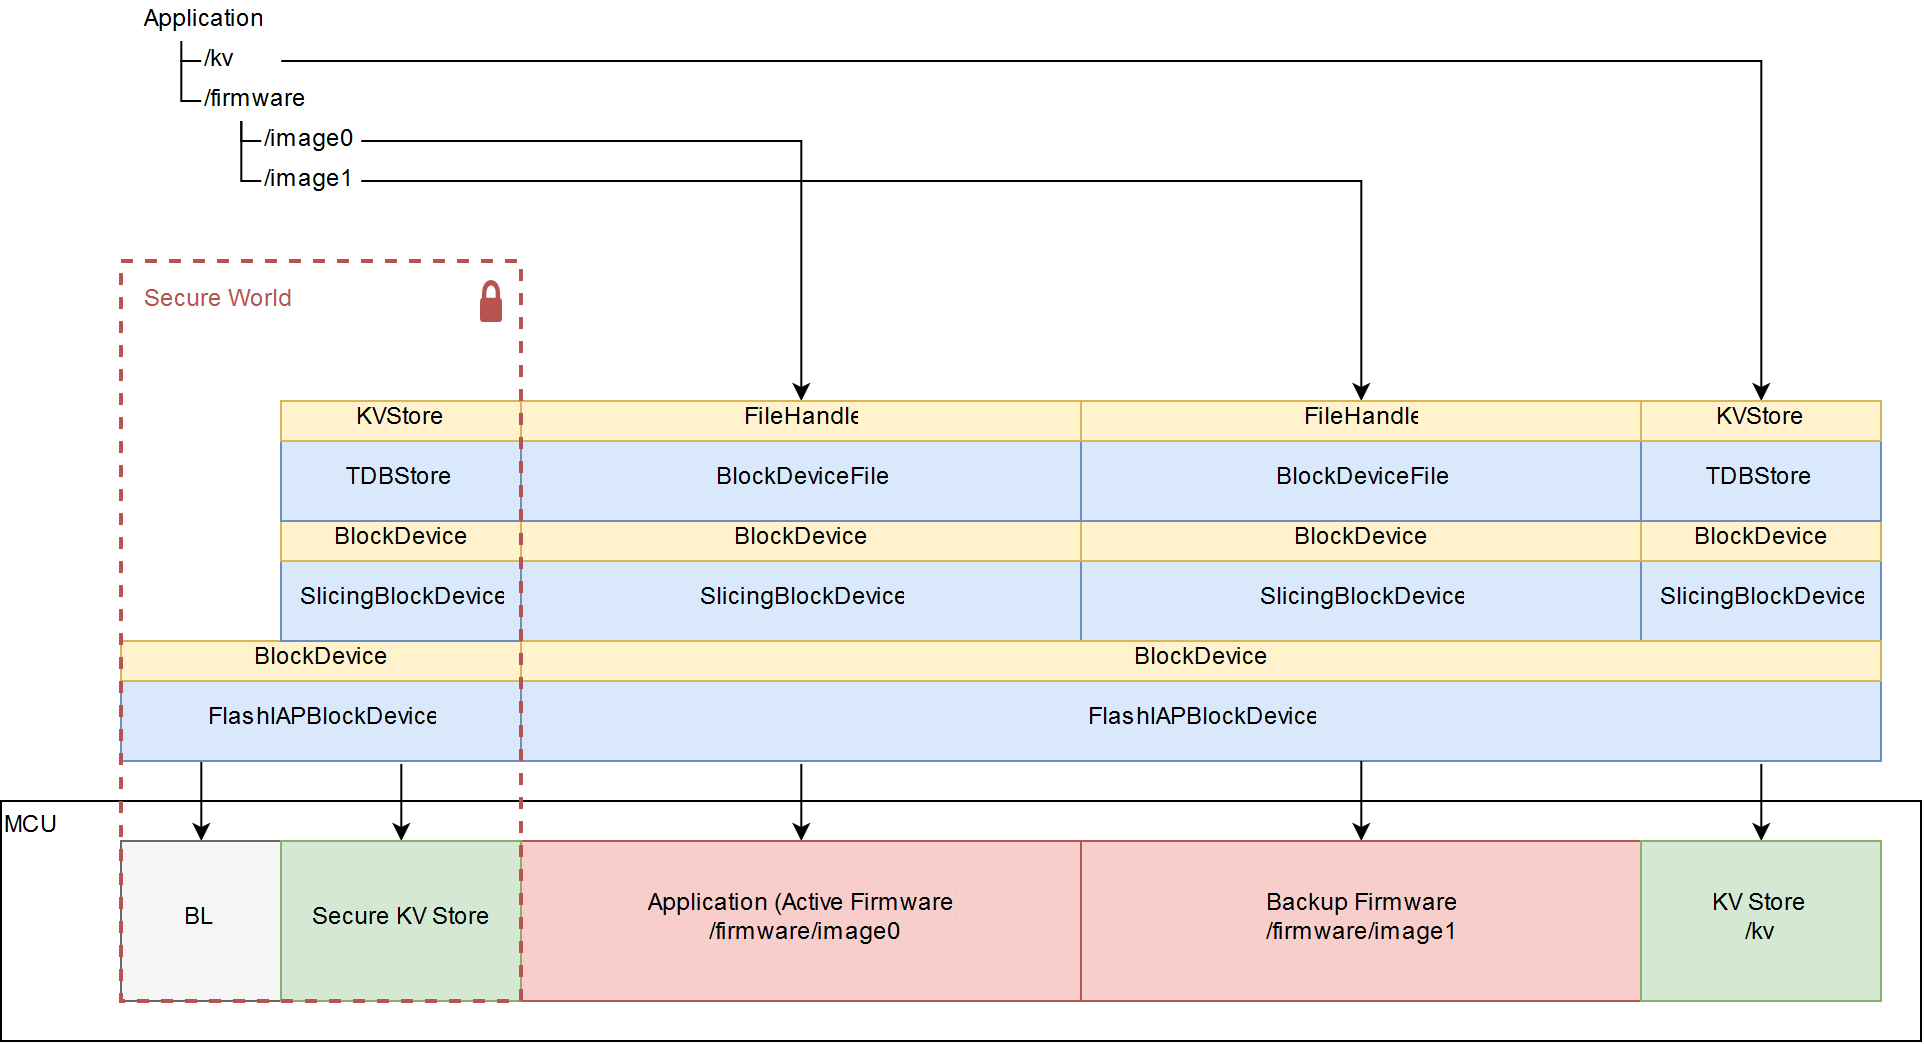 Application
/kv
/firmware
/image0
/image1
Secure World
KVStore FileHandle FileHandle KVStore
TDBStore BlockDeviceFile BlockDeviceFile TDBStore
BlockDevice BlockDevice BlockDevice BlockDevice
SlicingBlockDevice SlicingBlockDevice SlicingBlockDevice SlicingBlockDevice
BlockDevice BlockDevice
FlashIAPBlockDevice FlashIAPBlockDevice
MCU
BL
Secure KV Store
Application (Active Firmware
/firmware/image0
Backup Firmware
/firmware/image1
KV Store
/kv